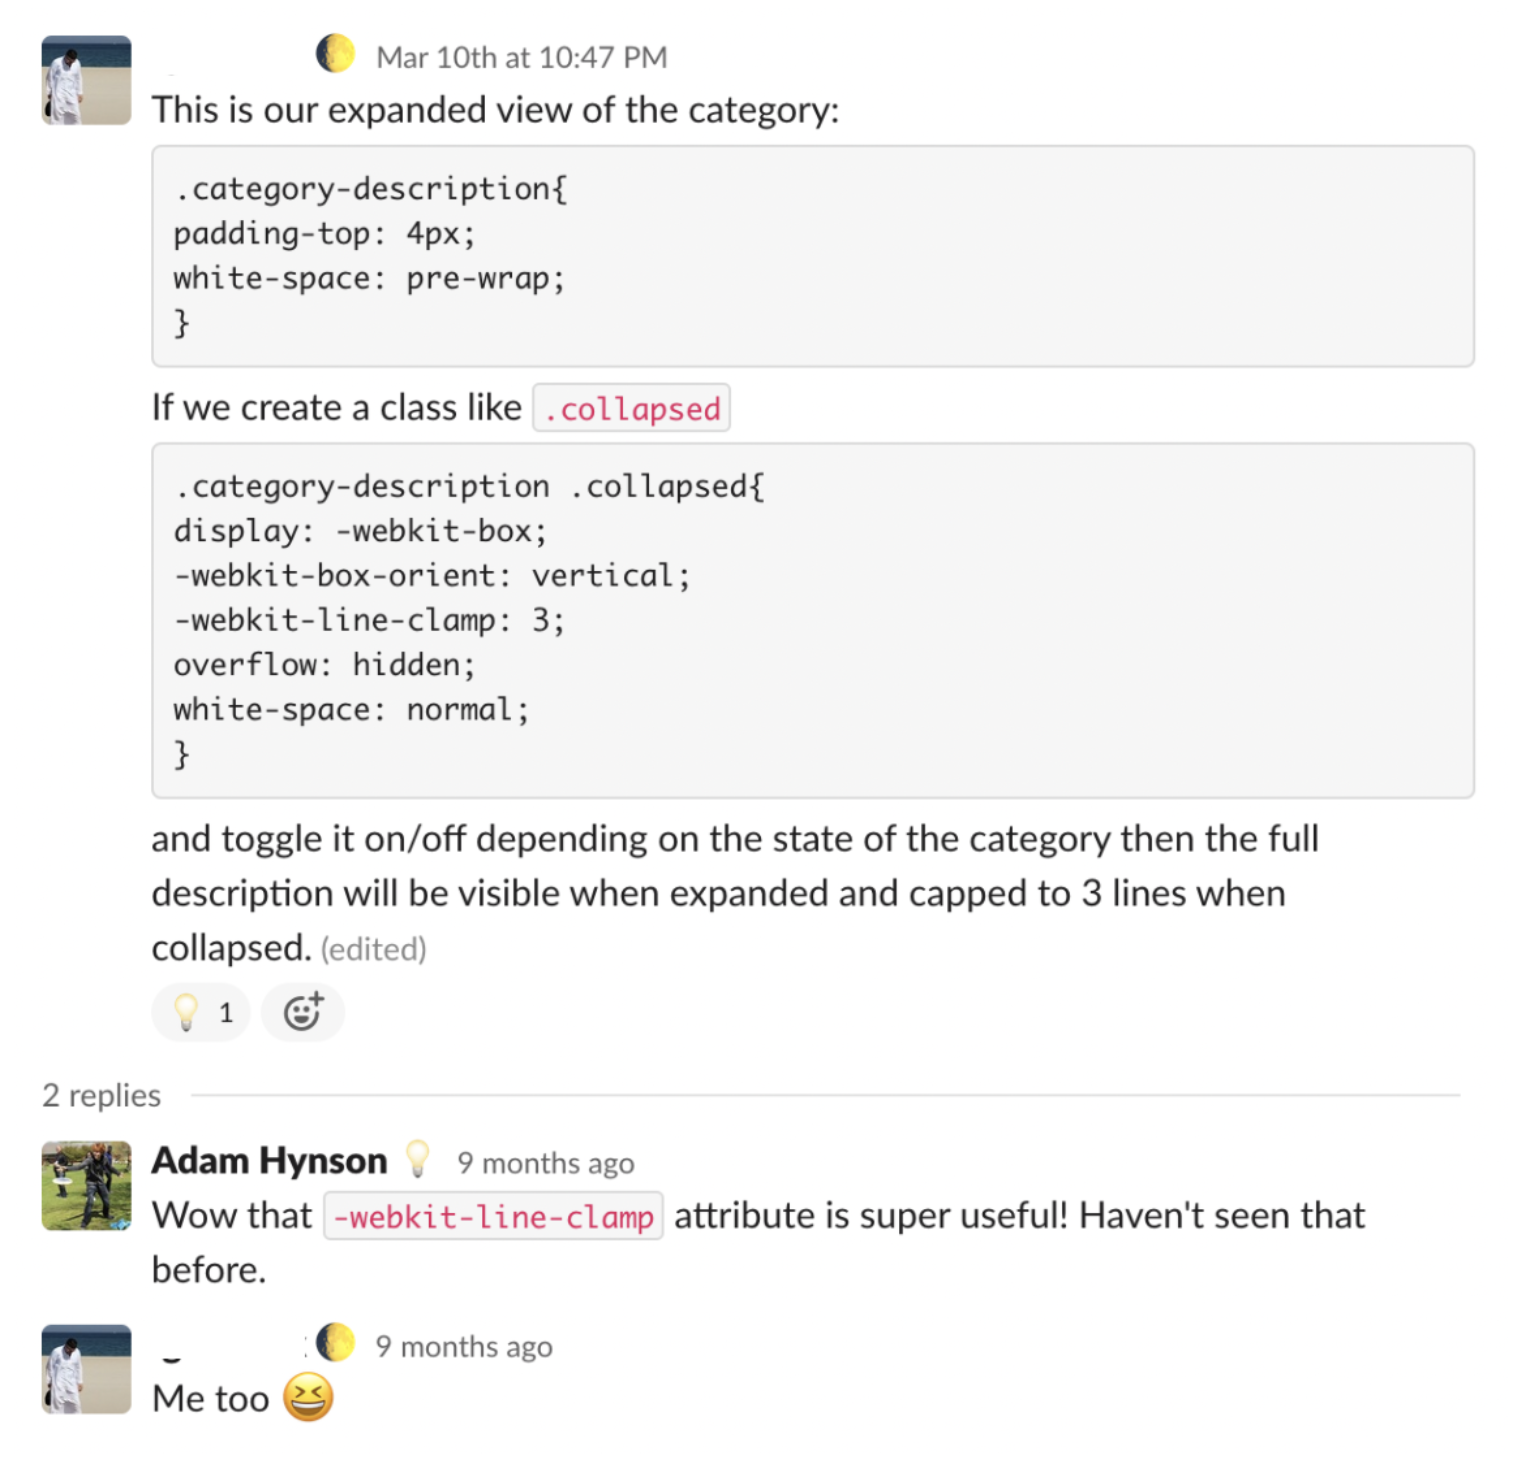 Mar 10th at 10:47 PM
This is our expanded view of the category:
.category-description{
padding-top: 4px;
white-space: pre-wrap;
}
If we create a class like .collapsed
.category-description .collapsed{
display: -webkit-box;
-webkit-box-orient: vertical;
-webkit-line-clamp: 3;
overflow: hidden;
white-space: normal;
}
and toggle it on/off depending on the state of the category then the full
description will be visible when expanded and capped to 3 lines when
collapsed. (edited)
1
2 replies
Adam Hynson 9 months ago
Wow that -webkit-line-clamp attribute is super useful! Haven't seen that
before.
9 months ago
Me too